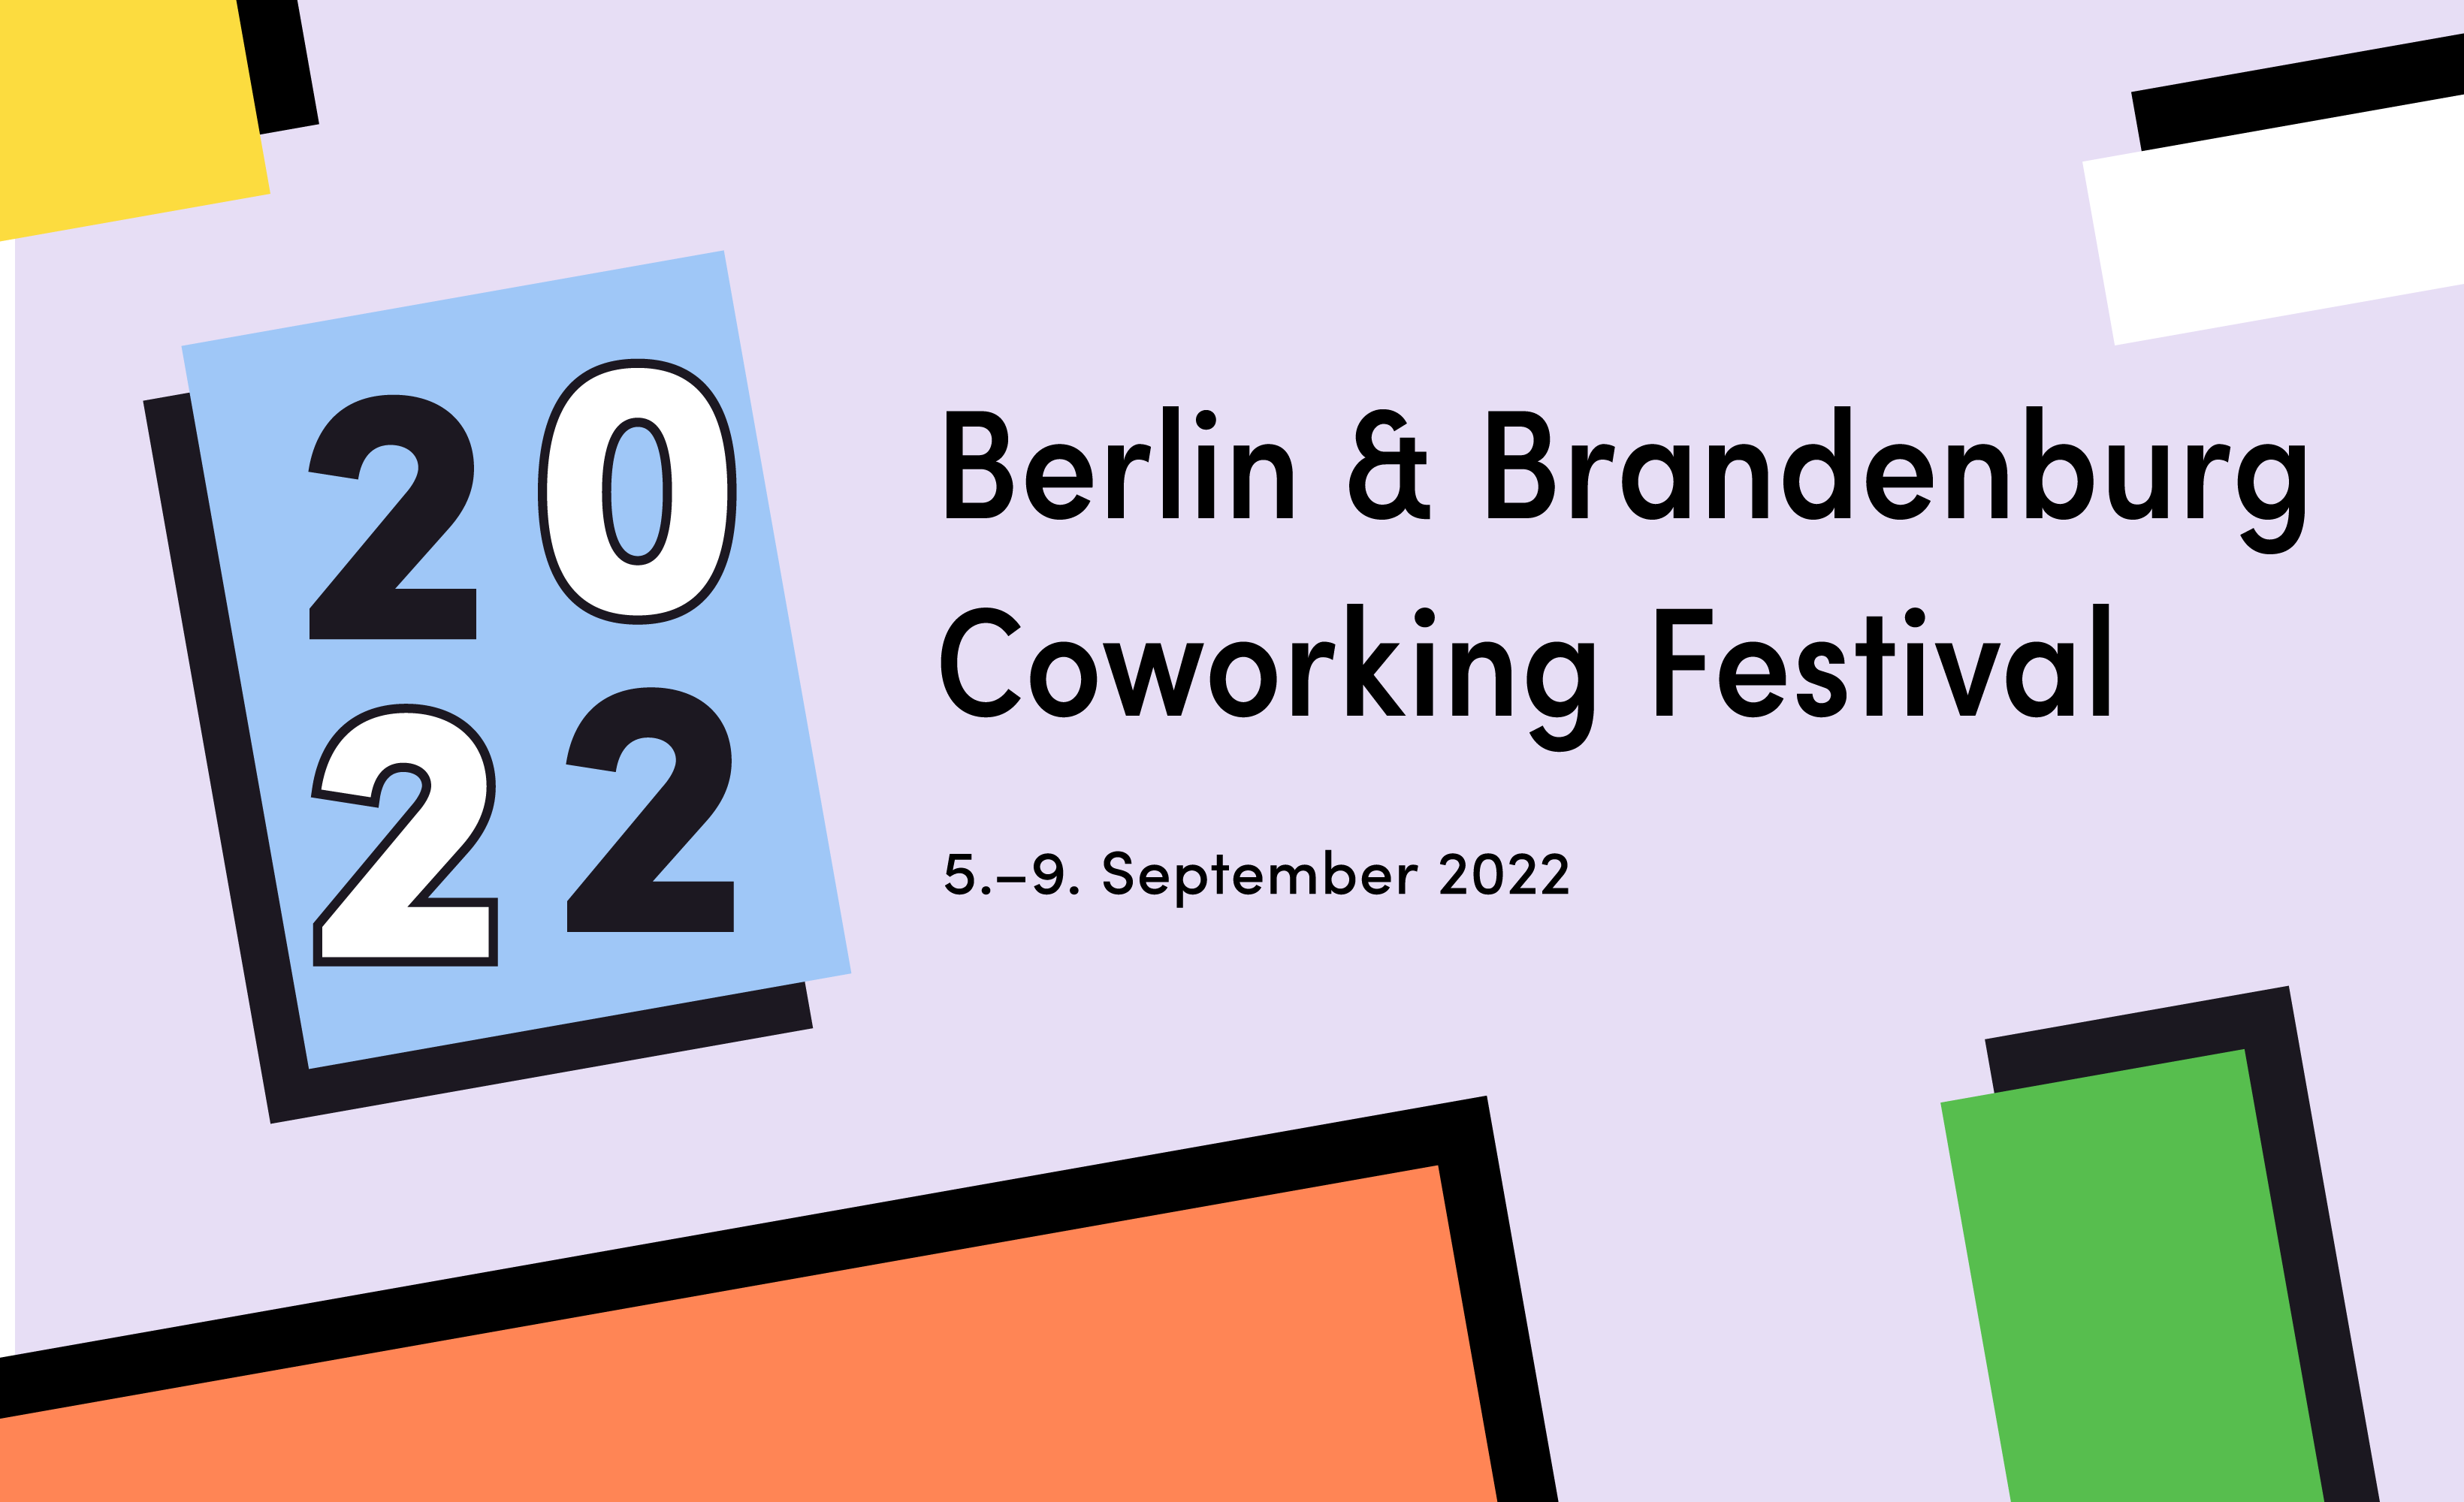 20
22
Berlin & Brandenburg
Coworking Festival
5.–9. September 2022